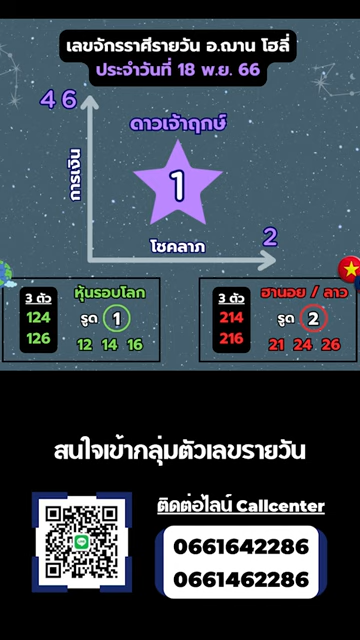 เลขจักรราศีรายวัน อ.ฌาน โฮลี่
ประจำวันที่ 18 พ.ย. 66
4 6
ดาวเจ้าฤกษ์
การเงิน
1
โชคลาภ
2
3 ตัว
124
126
หุ้นรอบโลก
รูด 1
12 14 16
3 ตัว
214
216
ฮานอย / ลาว
รูด 2
21 24 26
สนใจเข้ากลุ่มตัวเลขรายวัน
ติดต่อไลน์ Callcenter
0661642286
0661462286